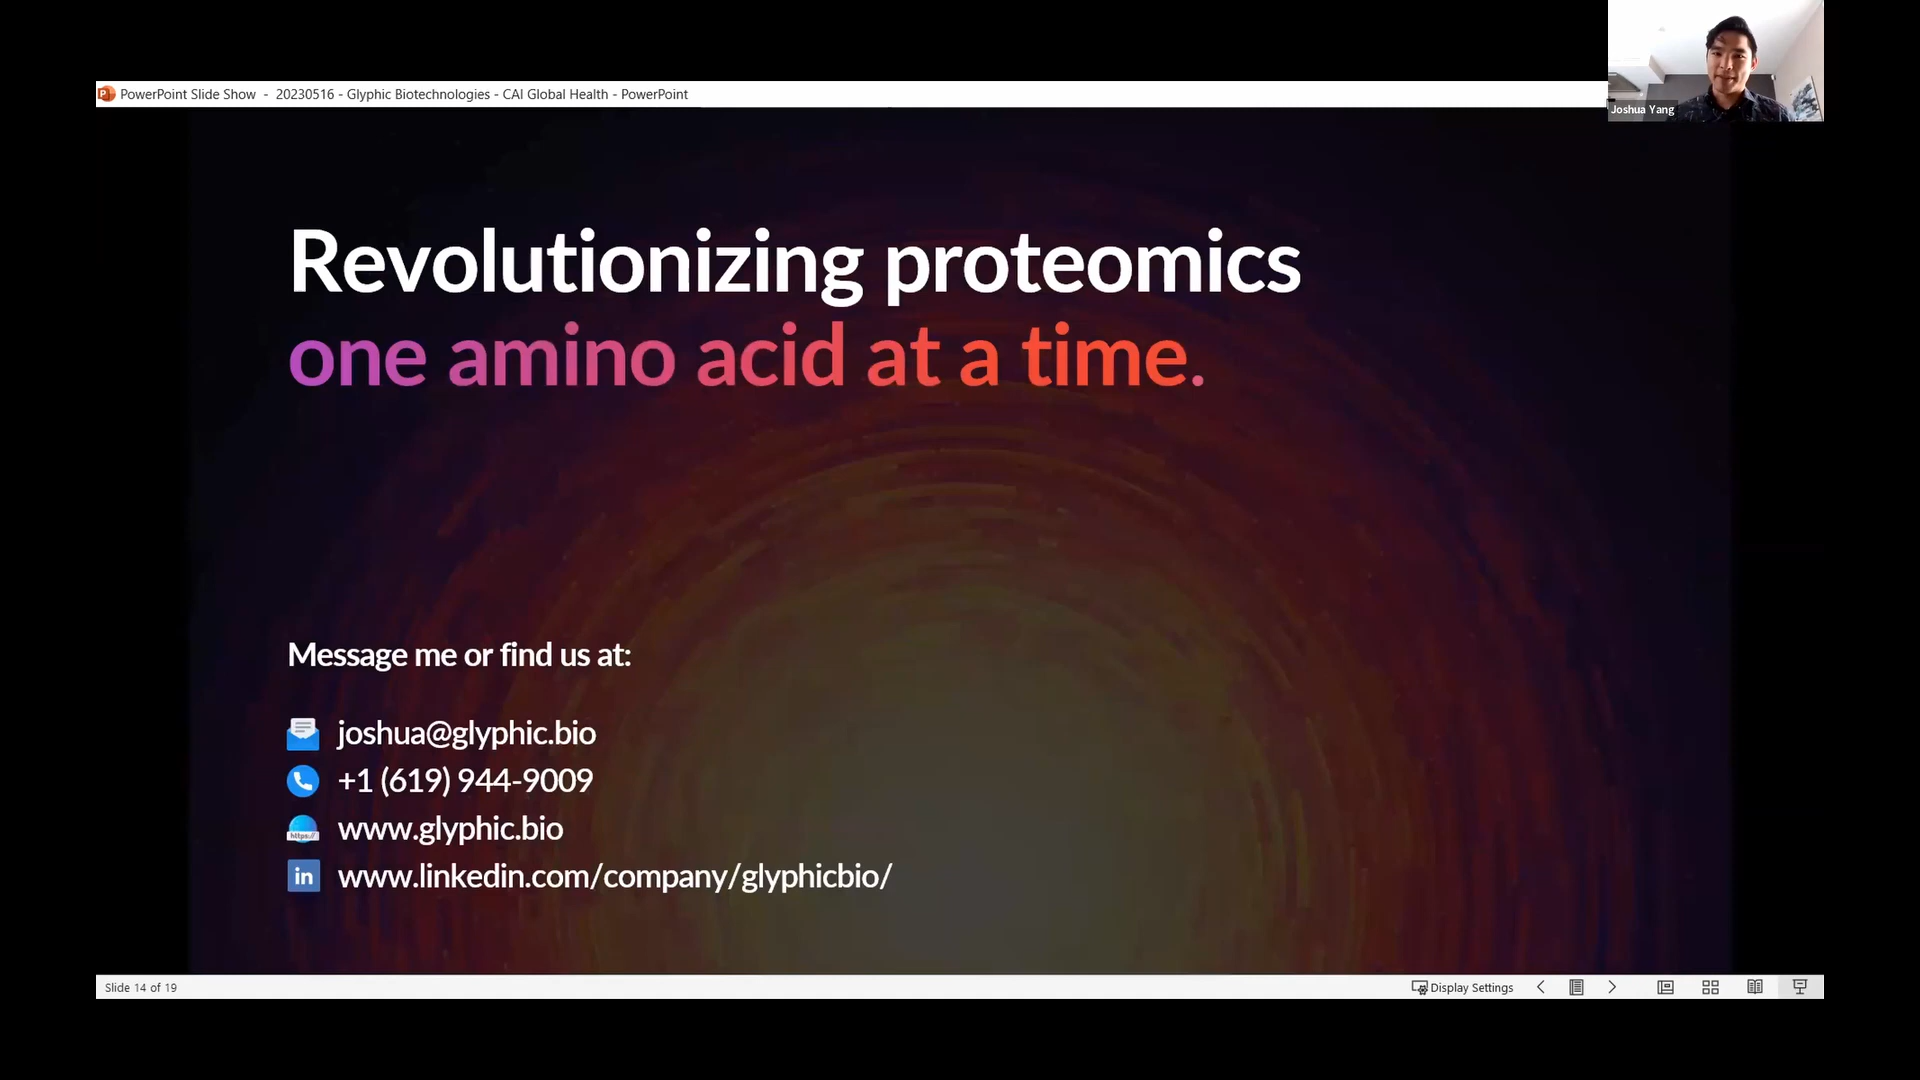 PowerPoint Slide Show - 20230516 - Glyphic Biotechnologies - CAI Global Health - PowerPoint
Joshua Yang
Revolutionizing proteomics
one amino acid at a time.
Message me or find us at:
joshua@glyphic.bio
+1 (619) 944-9009
https://
www.glyphic.bio
in
www.linkedin.com/company/glyphicbio/
Slide 14 of 19
Display Settings